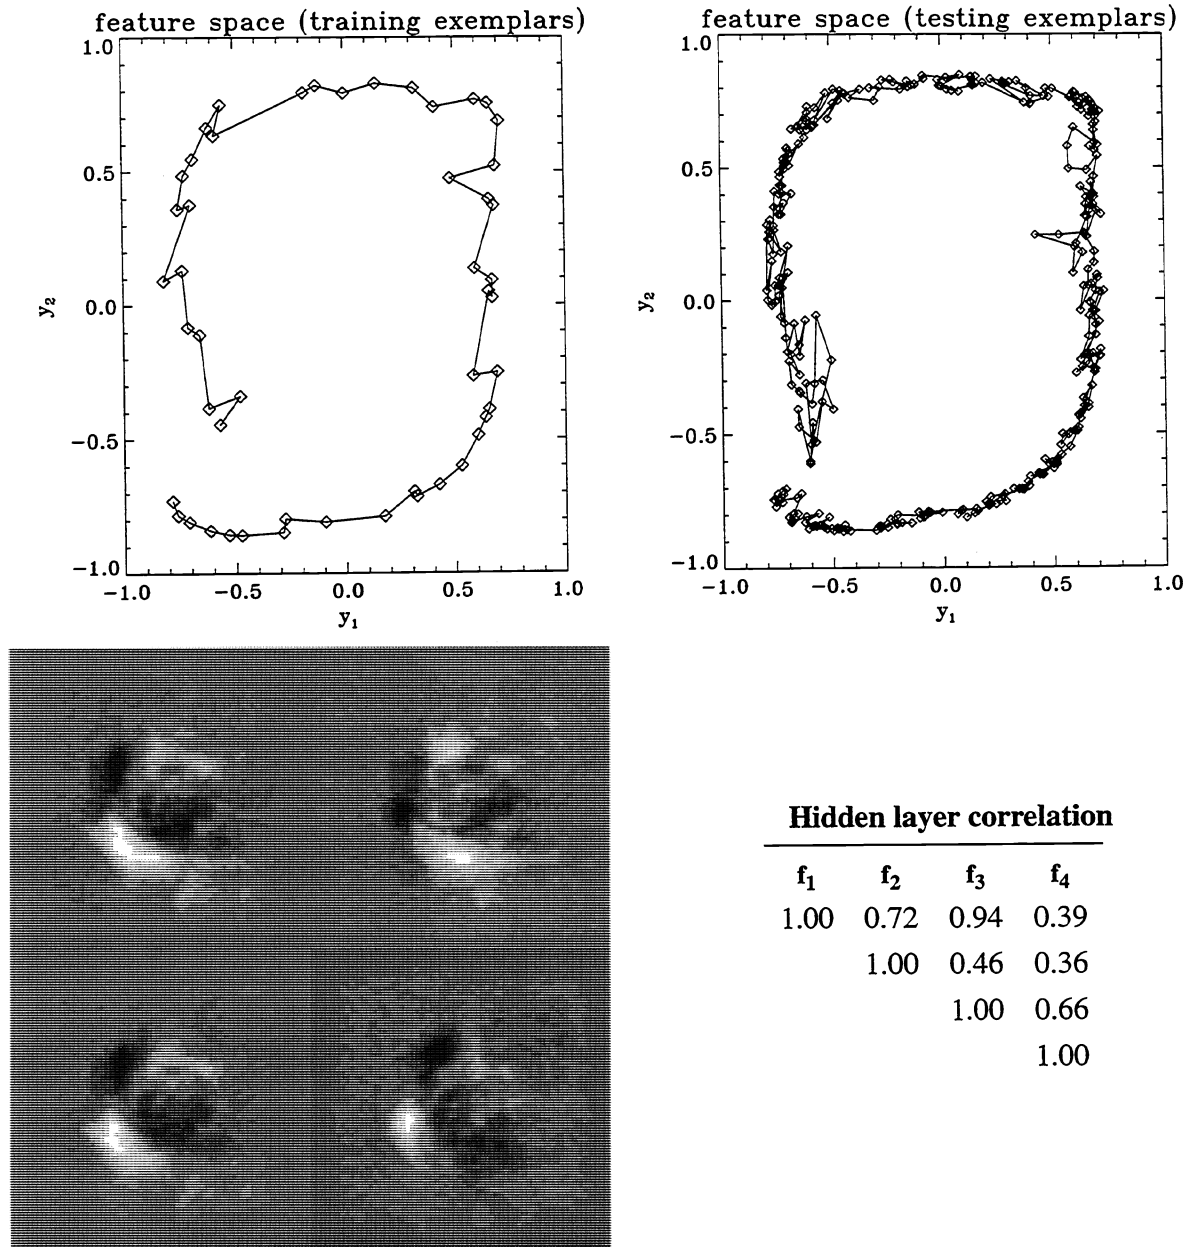 feature space (training exemplars)
1.0
0.5
0.0
−0.5
−1.0
y₂
−1.0 −0.5 0.0 0.5 1.0
y₁
feature space (testing exemplars)
1.0
0.5
0.0
−0.5
−1.0
y₂
−1.0 −0.5 0.0 0.5 1.0
y₁
Hidden layer correlation
f₁ f₂ f₃ f₄
1.00 0.72 0.94 0.39
1.00 0.46 0.36
1.00 0.66
1.00